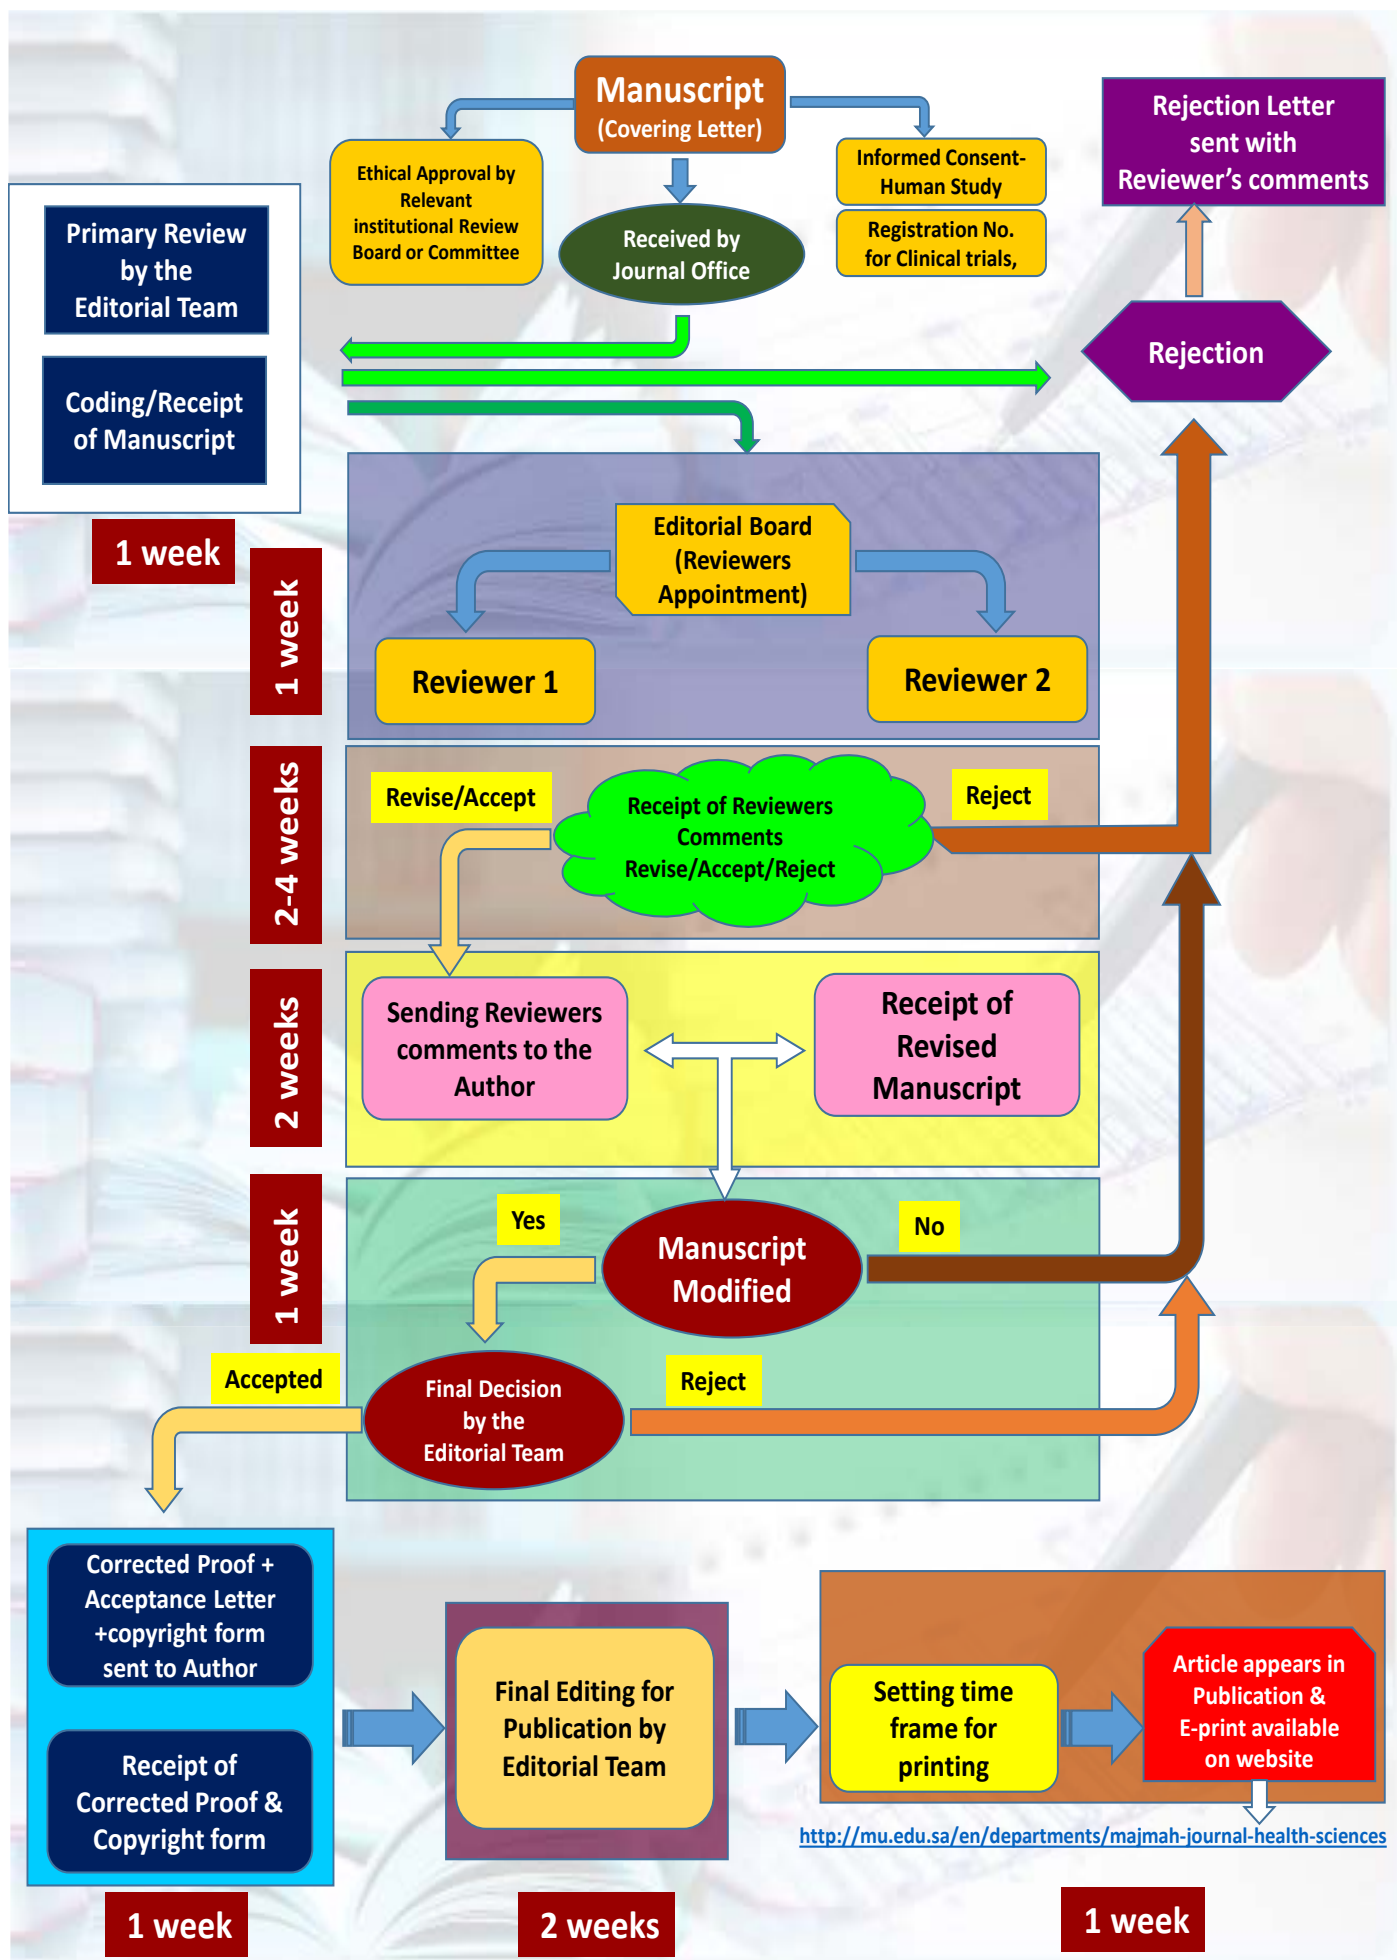 Manuscript
(Covering Letter)
Ethical Approval by
Relevant
institutional Review
Board or Committee
Informed Consent-
Human Study
Registration No.
for Clinical trials,
Received by
Journal Office
Rejection Letter
sent with
Reviewer's comments
Primary Review
by the
Editorial Team
Coding/Receipt
of Manuscript
1 week
Rejection
1 week
Editorial Board
(Reviewers
Appointment)
Reviewer 1
Reviewer 2
2-4 weeks
Revise/Accept
Receipt of Reviewers
Comments
Revise/Accept/Reject
Reject
2 weeks
Sending Reviewers
comments to the
Author
Receipt of
Revised
Manuscript
1 week
Yes
Manuscript
Modified
No
Accepted
Final Decision
by the
Editorial Team
Reject
Corrected Proof +
Acceptance Letter
+copyright form
sent to Author
Receipt of
Corrected Proof &
Copyright form
1 week
Final Editing for
Publication by
Editorial Team
2 weeks
Setting time
frame for
printing
Article appears in
Publication &
E-print available
on website
http://mu.edu.sa/en/departments/majmah-journal-health-sciences
1 week